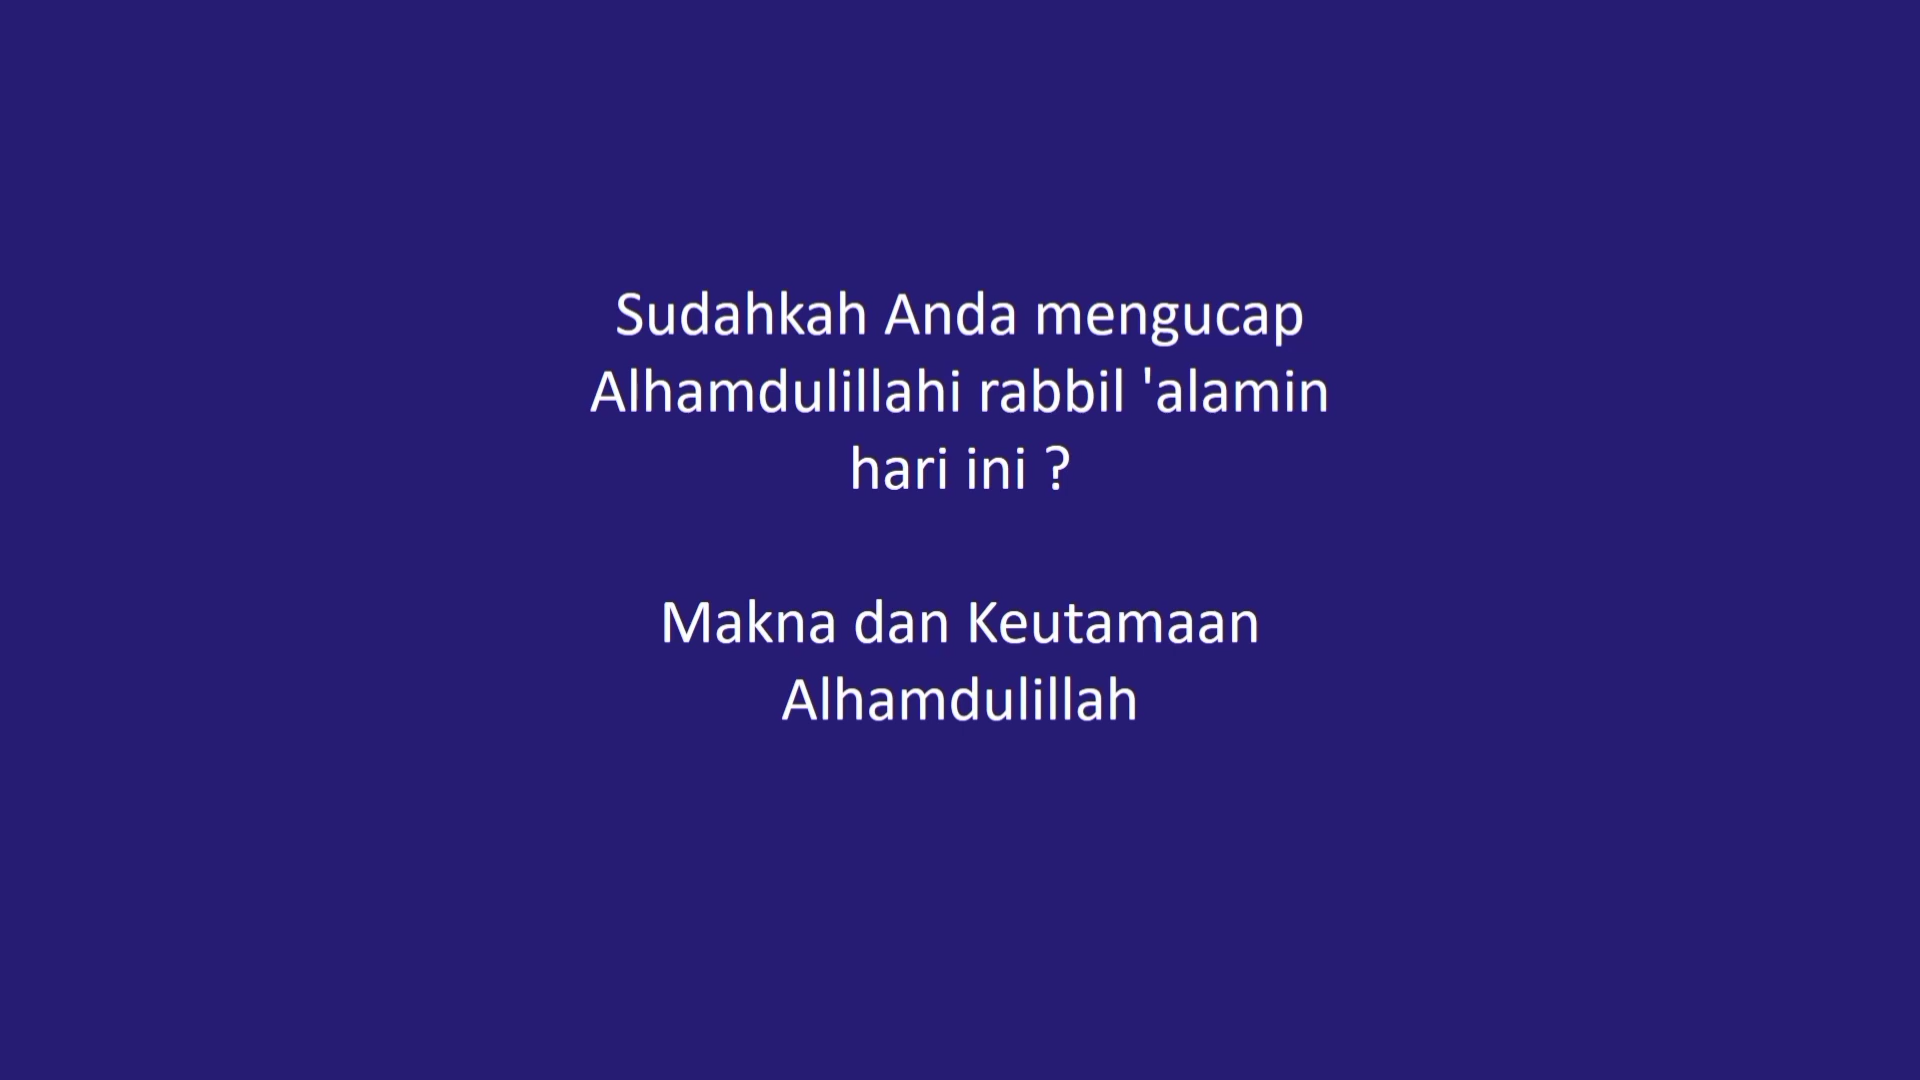 Sudahkah Anda mengucap
Alhamdulillahi rabbil 'alamin
hari ini ?
Makna dan Keutamaan
Alhamdulillah